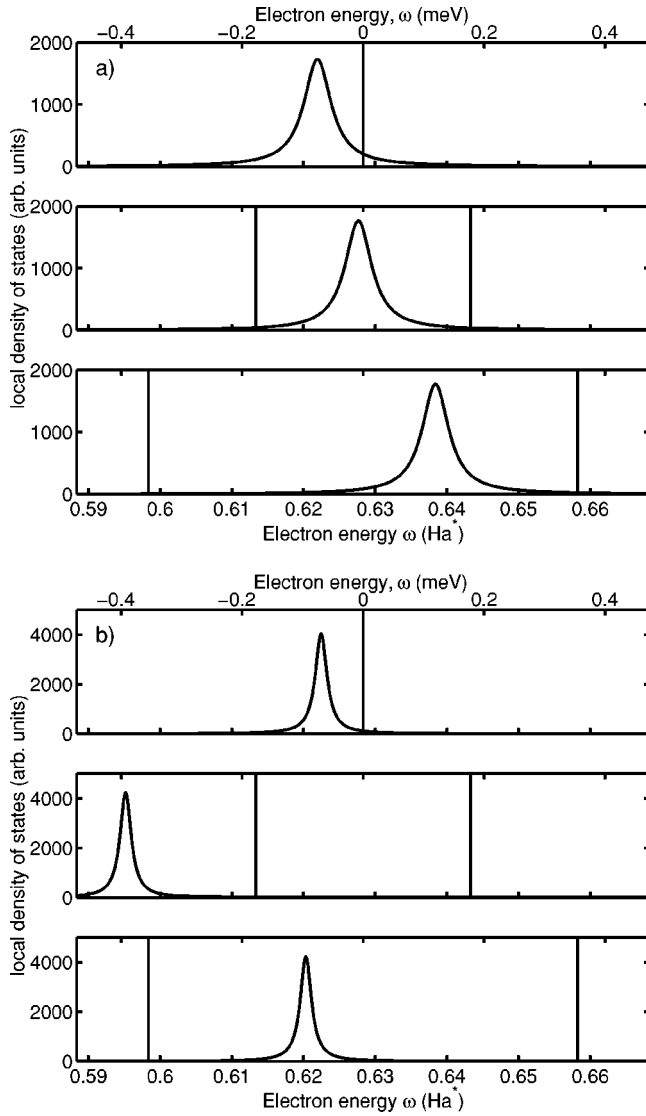 Electron energy, ω (meV)
−0.4 −0.2 0 0.2 0.4
a)
2000
1000
0
2000
1000
0
2000
1000
0
local density of states (arb. units)
0.59 0.6 0.61 0.62 0.63 0.64 0.65 0.66
Electron energy ω (Ha*)
Electron energy, ω (meV)
−0.4 −0.2 0 0.2 0.4
b)
4000
2000
0
4000
2000
0
4000
2000
0
local density of states (arb. units)
0.59 0.6 0.61 0.62 0.63 0.64 0.65 0.66
Electron energy ω (Ha*)